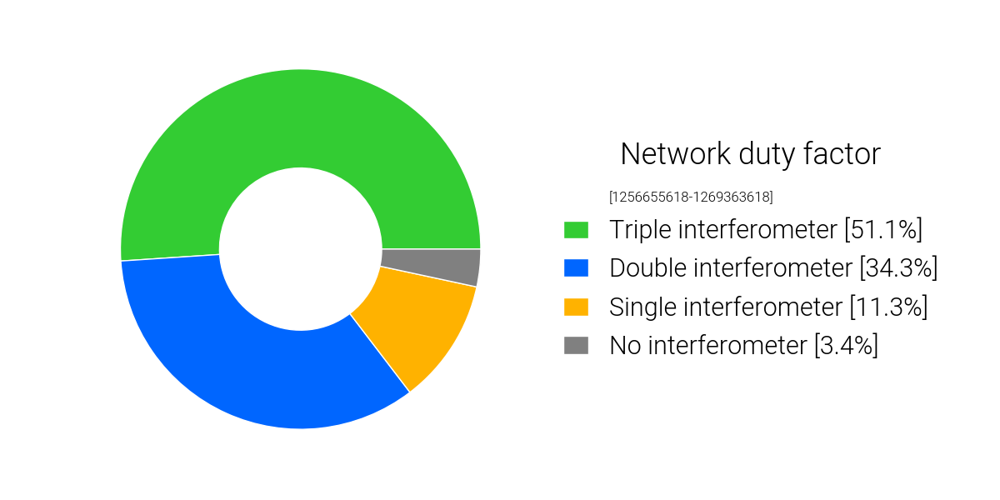 Network duty factor
[1256655618-1269363618]
Triple interferometer [51.1%]
Double interferometer [34.3%]
Single interferometer [11.3%]
No interferometer [3.4%]